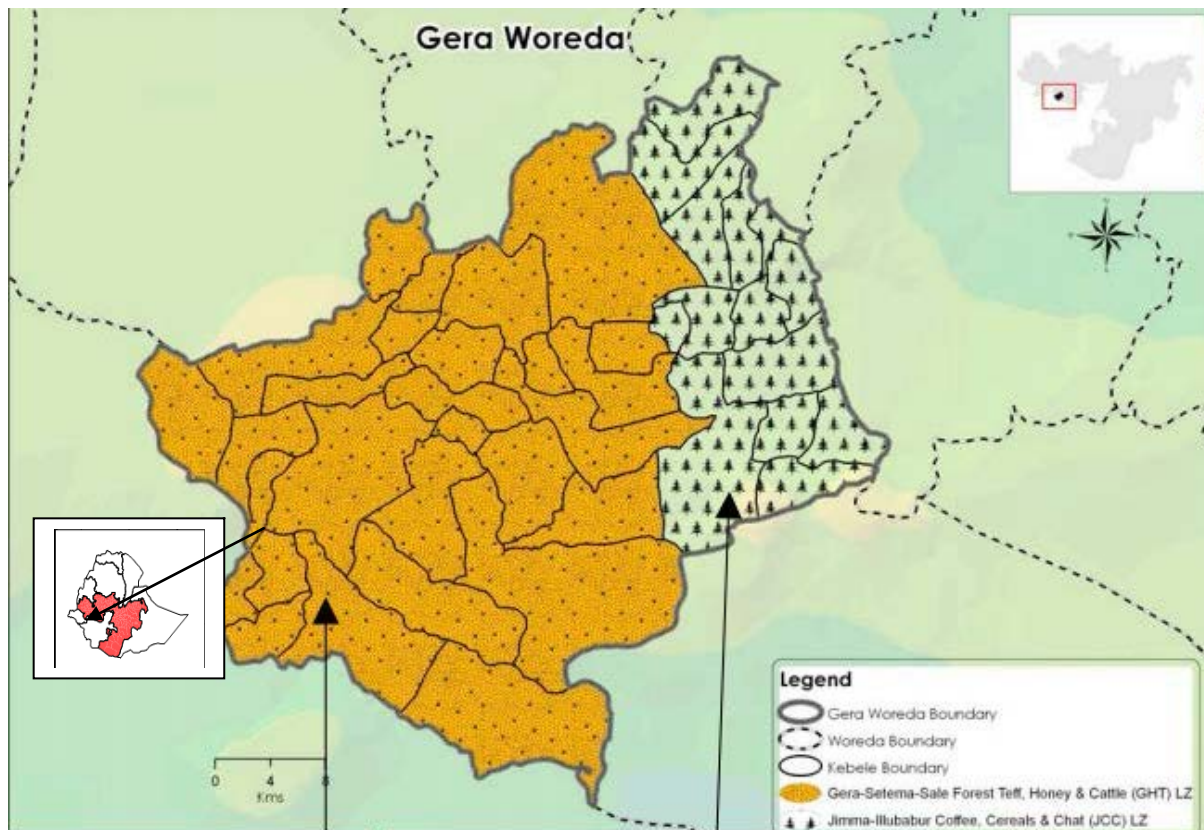 Gera Woreda
0 4 8
Kms
Legend
Gera Woreda Boundary
Woreda Boundary
Kebele Boundary
Gera-Setema-Sale Forest Teff, Honey & Cattle (GHT) LZ
Jimma-Illubabur Coffee, Cereals & Chat (JCC) LZ